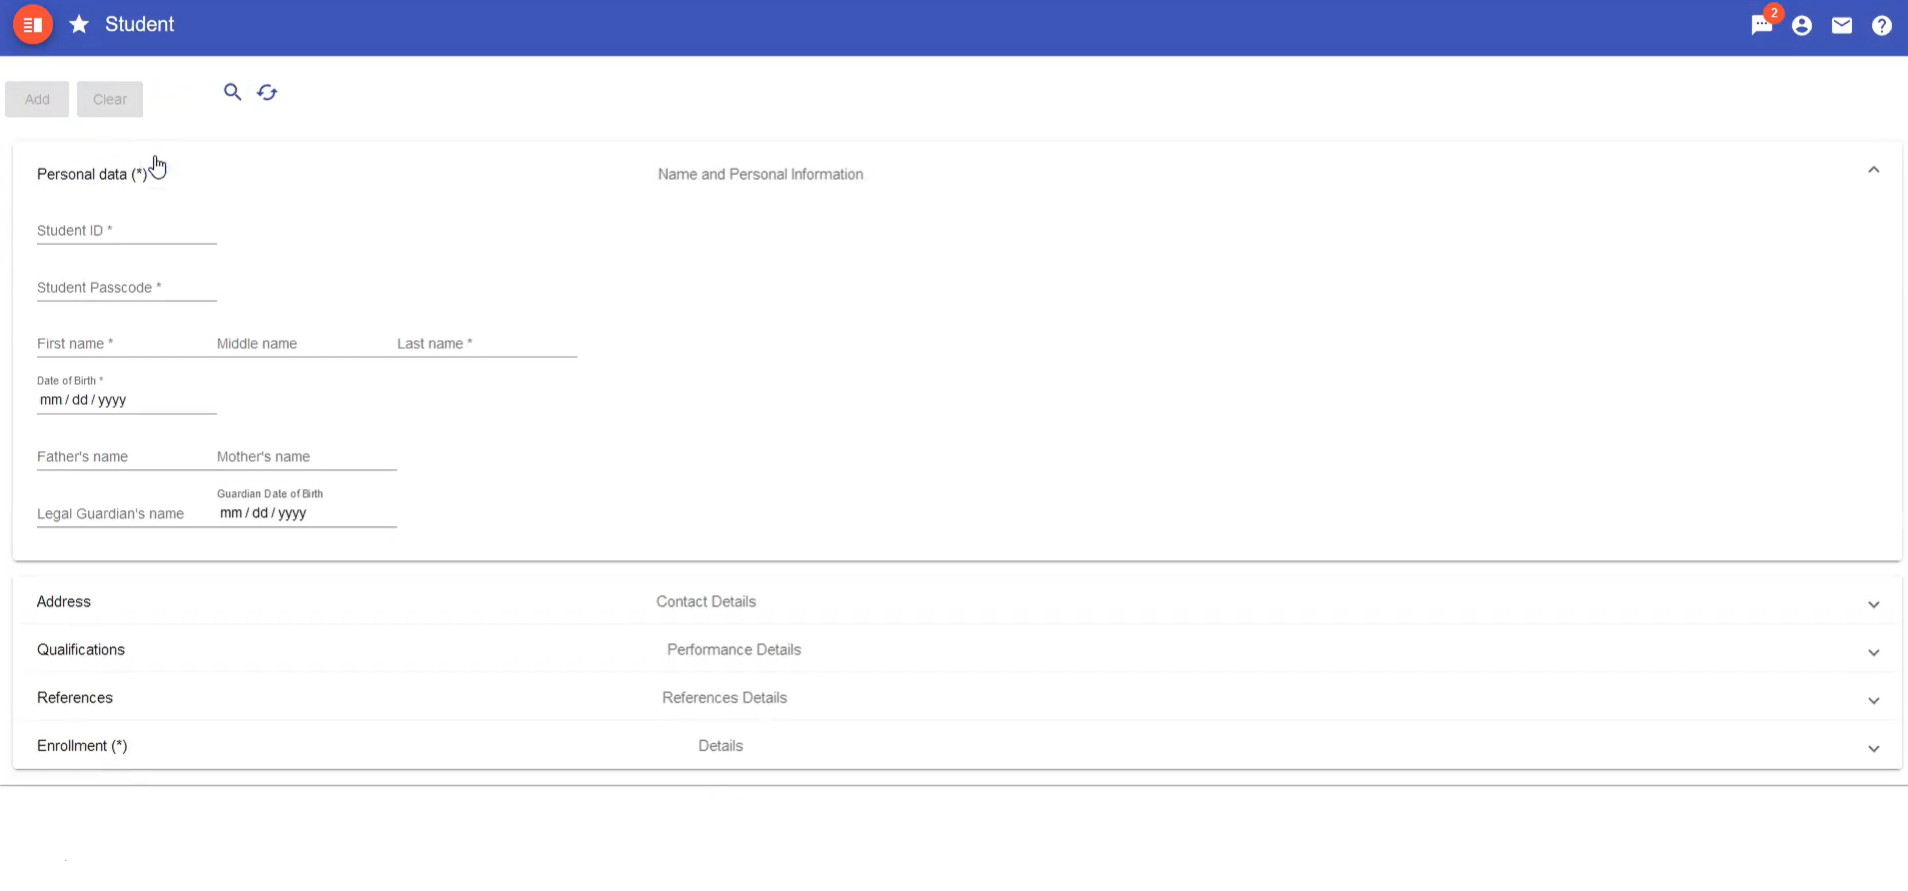 Student
2
Add Clear
Personal data (*) Name and Personal Information
Student ID *
Student Passcode *
First name * Middle name Last name *
Date of Birth *
mm / dd / yyyy
Father's name Mother's name
Guardian Date of Birth
Legal Guardian's name mm / dd / yyyy
Address Contact Details
Qualifications Performance Details
References References Details
Enrollment (*) Details